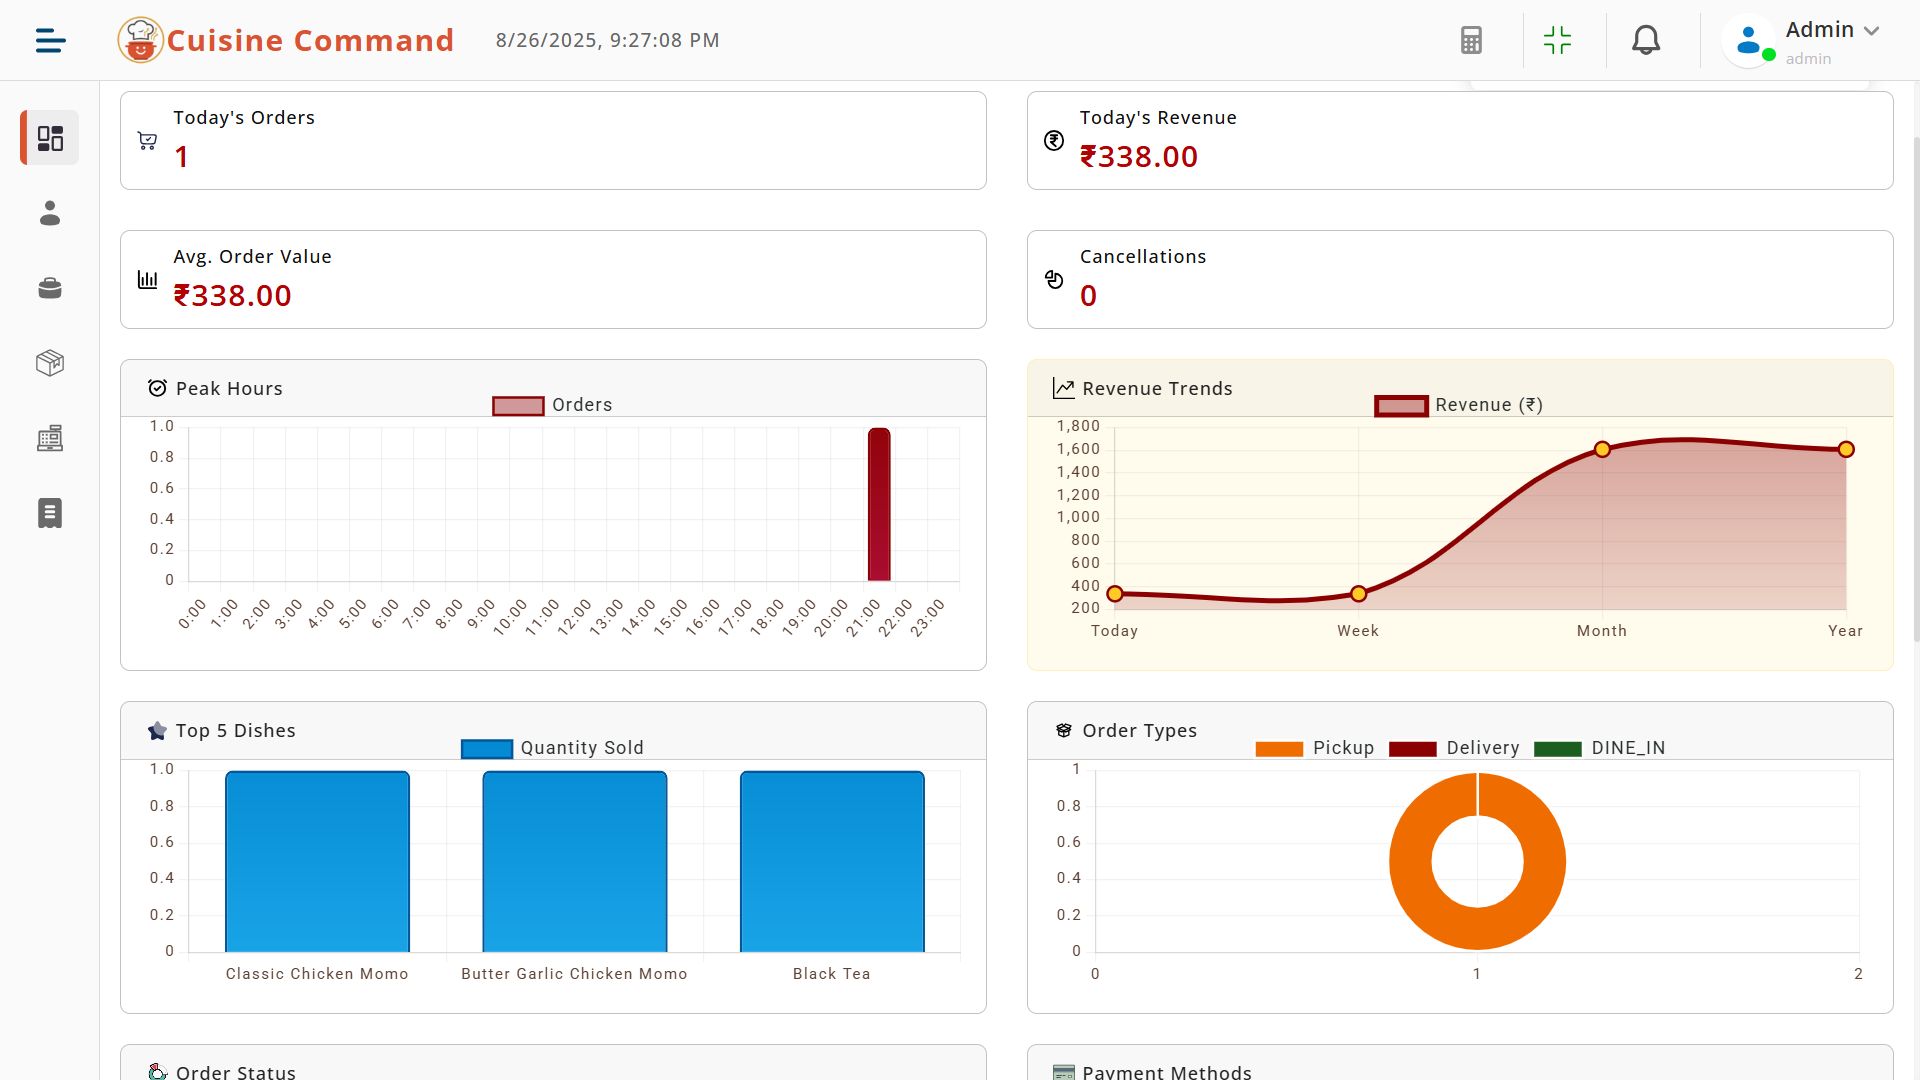 Cuisine Command
8/26/2025, 9:27:08 PM
Admin
admin
Today's Orders
1
Today's Revenue
₹338.00
Avg. Order Value
₹338.00
Cancellations
0
Peak Hours
Orders
1.0
0.8
0.6
0.4
0.2
0
0:00 1:00 2:00 3:00 4:00 5:00 6:00 7:00 8:00 9:00 10:00 11:00 12:00 13:00 14:00 15:00 16:00 17:00 18:00 19:00 20:00 21:00 22:00 23:00
Revenue Trends
Revenue (₹)
1,800
1,600
1,400
1,200
1,000
800
600
400
200
Today Week Month Year
Top 5 Dishes
Quantity Sold
1.0
0.8
0.6
0.4
0.2
0
Classic Chicken Momo Butter Garlic Chicken Momo Black Tea
Order Types
Pickup Delivery DINE_IN
1
0.8
0.6
0.4
0.2
0
0 1 2
Order Status
Payment Methods